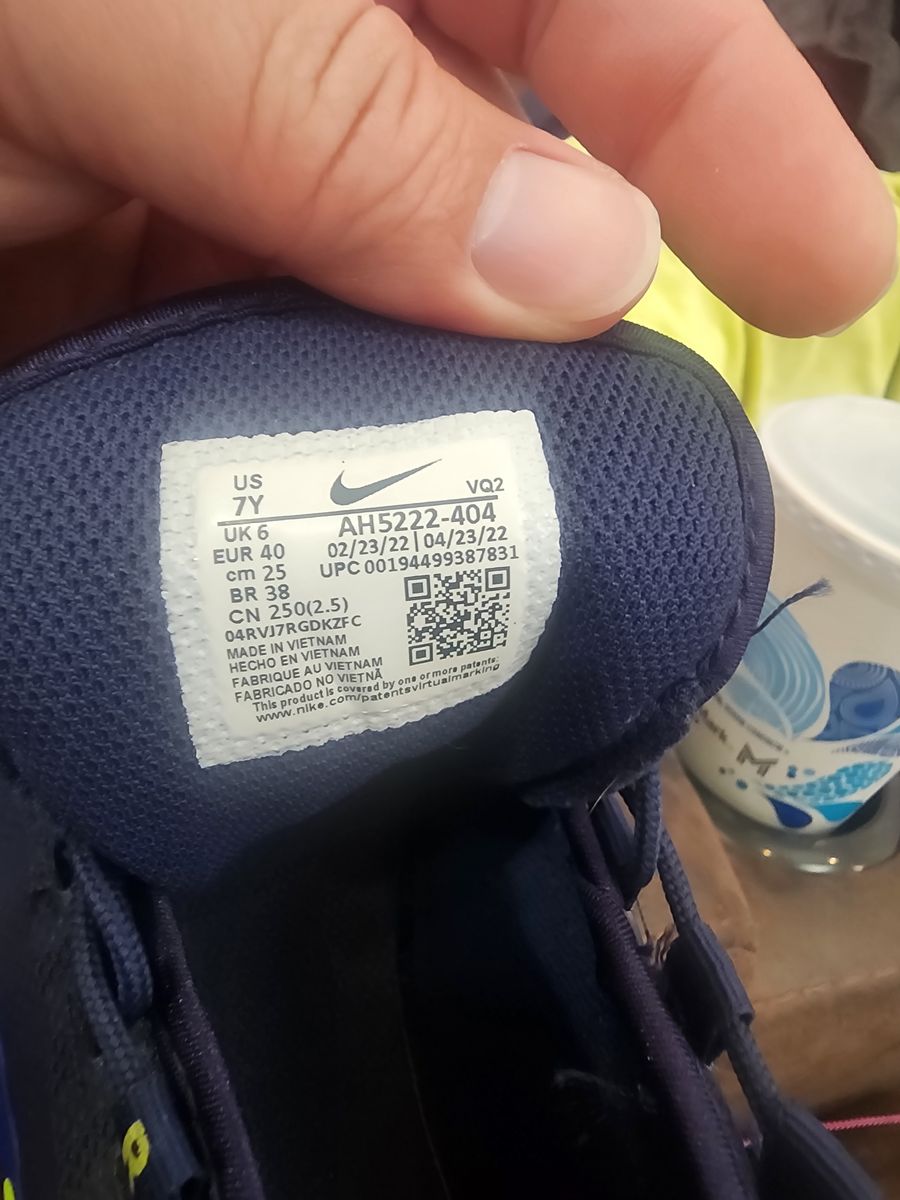 US
7Y
VQ2
UK 6
AH5222-404
EUR 40
02/23/22 | 04/23/22
cm 25
UPC 00194499387831
BR 38
CN 250(2.5)
04RVJ7RGDKZFC
MADE IN VIETNAM
HECHO EN VIETNAM
FABRIQUE AU VIETNAM
FABRICADO NO VIETNÃ
This product is covered by one or more patents:
www.nike.com/patentsvirtualmarking
M